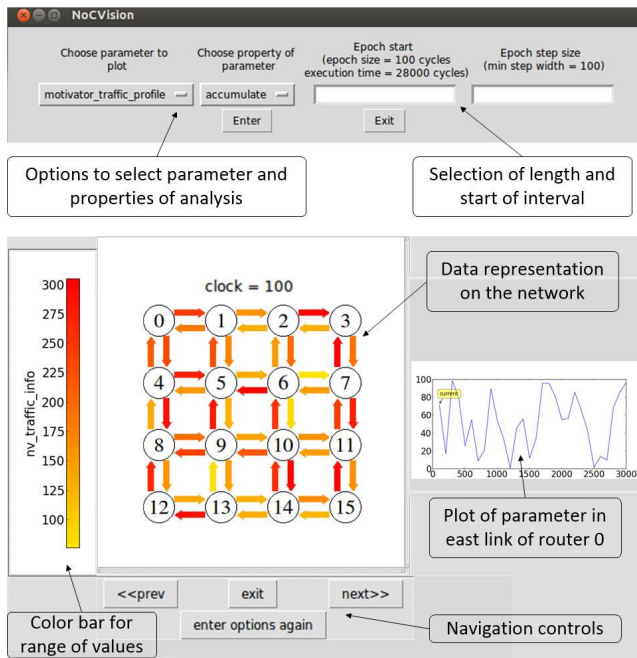 NoCVision
Choose parameter to
plot
Choose property of
parameter
Epoch start
(epoch size = 100 cycles
execution time = 28000 cycles)
Epoch step size
(min step width = 100)
motivator_traffic_profile
accumulate
Enter
Exit
Options to select parameter and
properties of analysis
Selection of length and
start of interval
clock = 100
Data representation
on the network
300
275
250
225
200
175
150
125
100
nv_traffic_info
0 1 2 3
4 5 6 7
8 9 10 11
12 13 14 15
100
80
60
40
20
0
current
0 500 1000 1500 2000 2500 3000
Plot of parameter in
east link of router 0
<<prev
exit
next>>
enter options again
Color bar for
range of values
Navigation controls